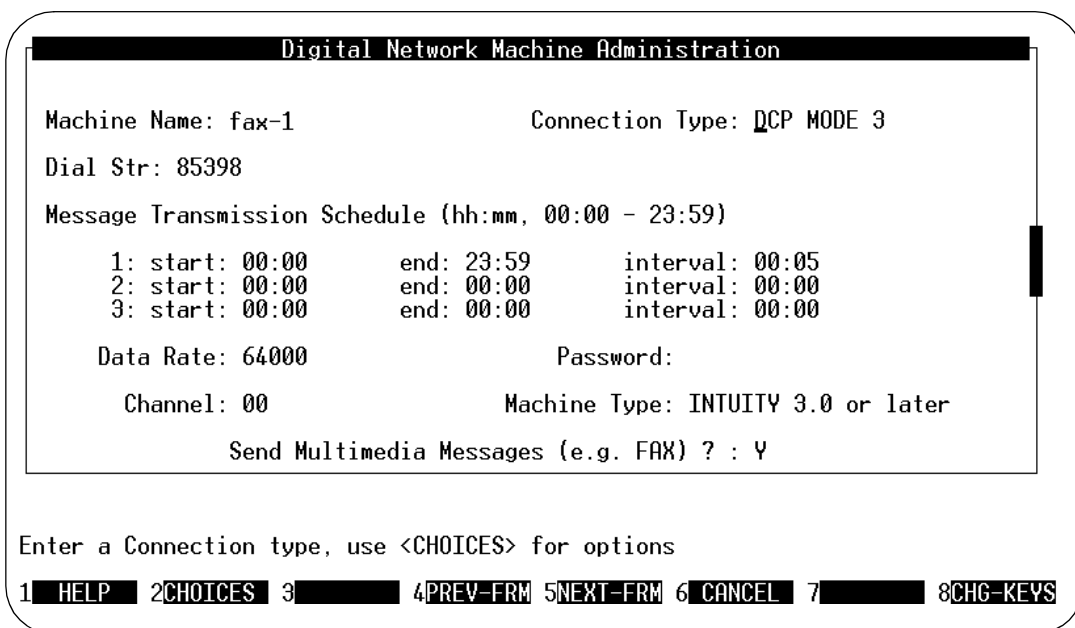 Digital Network Machine Administration
Machine Name: fax-1 Connection Type: DCP MODE 3
Dial Str: 85398
Message Transmission Schedule (hh:mm, 00:00 - 23:59)
1: start: 00:00 end: 23:59 interval: 00:05
2: start: 00:00 end: 00:00 interval: 00:00
3: start: 00:00 end: 00:00 interval: 00:00
Data Rate: 64000 Password:
Channel: 00 Machine Type: INTUITY 3.0 or later
Send Multimedia Messages (e.g. FAX) ? : Y
Enter a Connection type, use <CHOICES> for options
1 HELP 2CHOICES 3 4PREV-FRM 5NEXT-FRM 6 CANCEL 7 8CHG-KEYS